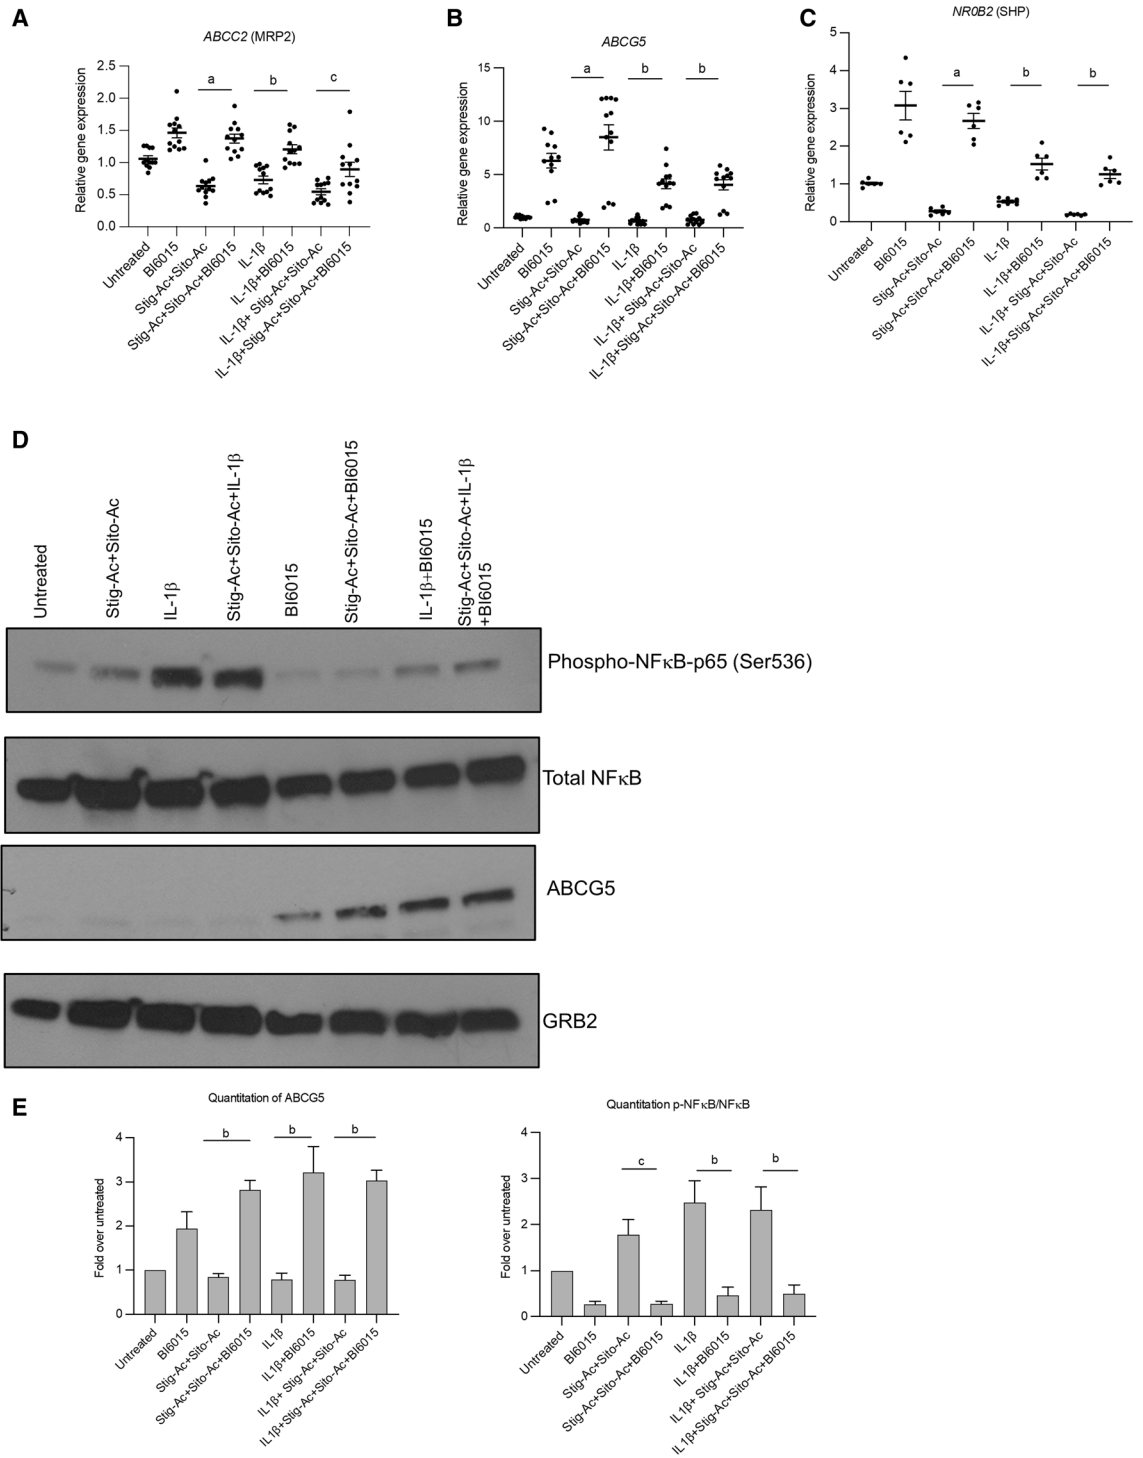 A
ABCC2 (MRP2)
Relative gene expression
2.5
2.0
1.5
1.0
0.5
0.0
a
b
c
Untreated
BI6015
Stig-Ac+Sito-Ac
Stig-Ac+Sito-Ac+BI6015
IL-1β
IL-1β+BI6015
IL-1β+ Stig-Ac+Sito-Ac
IL-1β+Stig-Ac+Sito-Ac+BI6015
B
ABCG5
Relative gene expression
15
10
5
0
a
b
b
Untreated
BI6015
Stig-Ac+Sito-Ac
Stig-Ac+Sito-Ac+BI6015
IL-1β
IL-1β+BI6015
IL-1β+ Stig-Ac+Sito-Ac
IL-1β+Stig-Ac+Sito-Ac+BI6015
C
NR0B2 (SHP)
Relative gene expression
5
4
3
2
1
0
a
b
b
Untreated
BI6015
Stig-Ac+Sito-Ac
Stig-Ac+Sito-Ac+BI6015
IL-1β
IL-1β+BI6015
IL-1β+ Stig-Ac+Sito-Ac
IL-1β+Stig-Ac+Sito-Ac+BI6015
D
Untreated
Stig-Ac+Sito-Ac
IL-1β
Stig-Ac+Sito-Ac+IL-1β
BI6015
Stig-Ac+Sito-Ac+BI6015
IL-1β+BI6015
Stig-Ac+Sito-Ac+IL-1β
+BI6015
Phospho-NFκB-p65 (Ser536)
Total NFκB
ABCG5
GRB2
E
Quantitation of ABCG5
Fold over untreated
4
3
2
1
0
b
b
b
Untreated
BI6015
Stig-Ac+Sito-Ac
Stig-Ac+Sito-Ac+BI6015
IL1β
IL1β+BI6015
IL1β+ Stig-Ac+Sito-Ac
IL1β+Stig-Ac+Sito-Ac+BI6015
Quantitation p-NFκB/NFκB
Fold over untreated
4
3
2
1
0
c
b
b
Untreated
BI6015
Stig-Ac+Sito-Ac
Stig-Ac+Sito-Ac+BI6015
IL1β
IL1β+BI6015
IL1β+ Stig-Ac+Sito-Ac
IL1β+Stig-Ac+Sito-Ac+BI6015